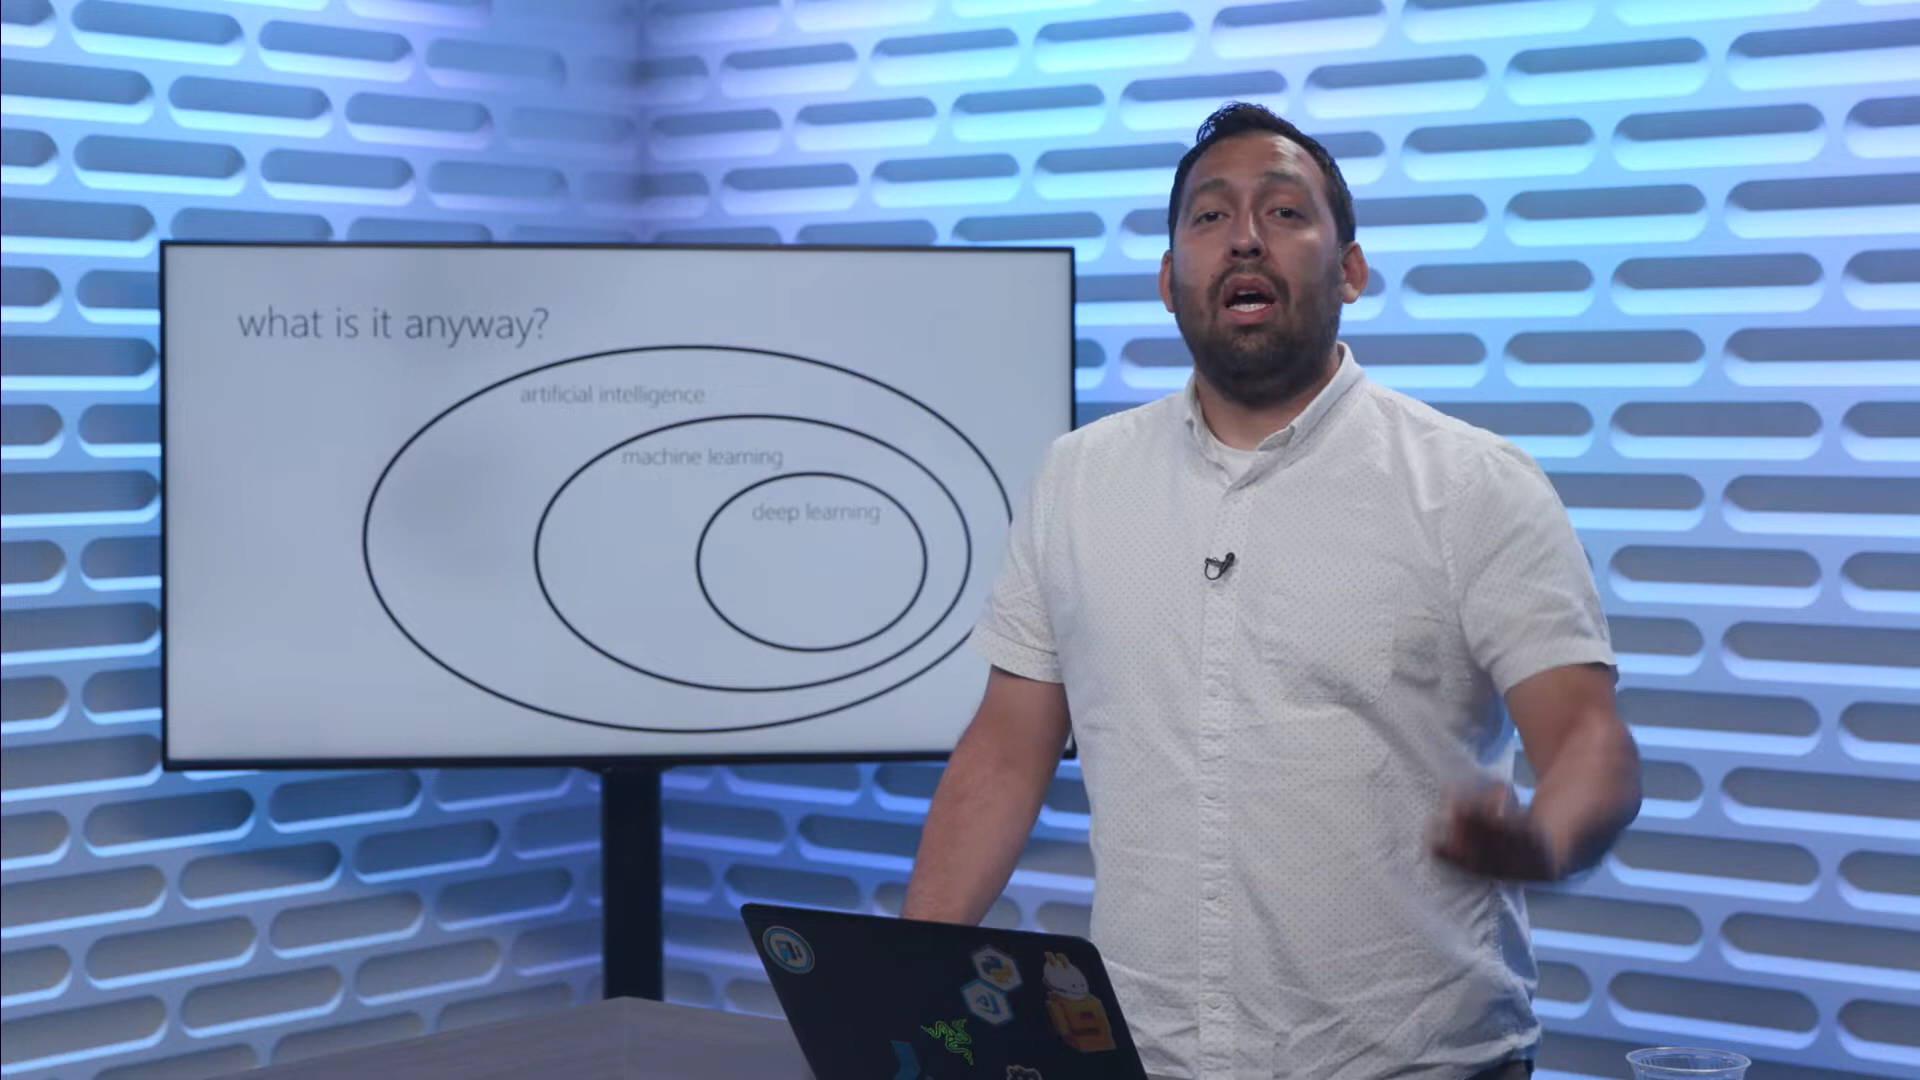 what is it anyway?
artificial intelligence
machine learning
deep learning